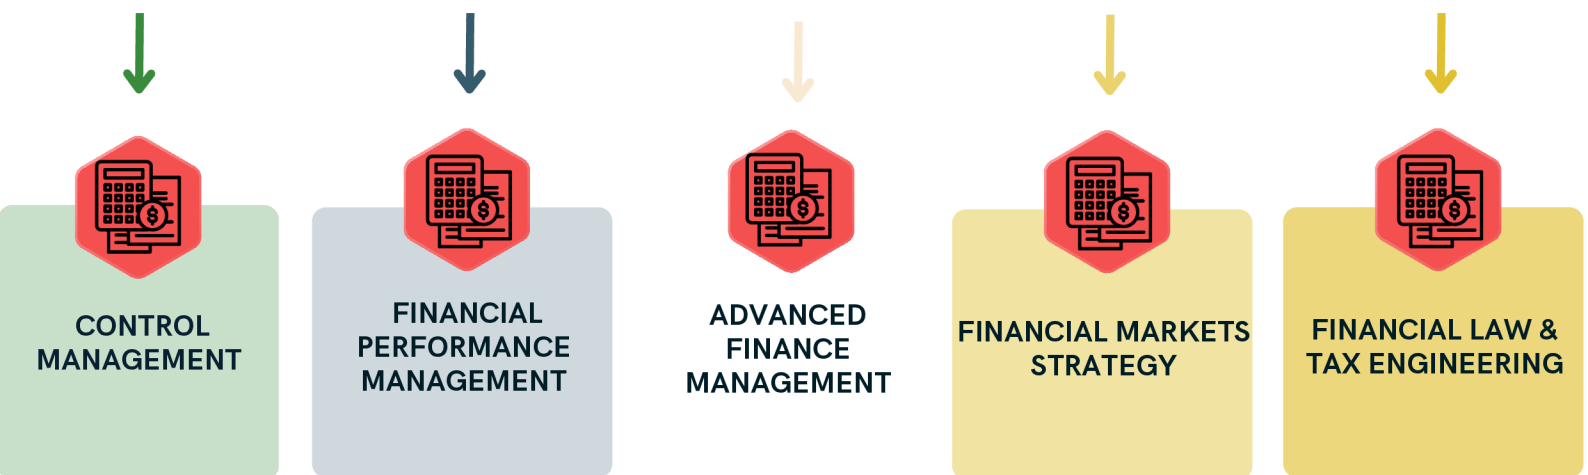 CONTROL
MANAGEMENT
FINANCIAL
PERFORMANCE
MANAGEMENT
ADVANCED
FINANCE
MANAGEMENT
FINANCIAL MARKETS
STRATEGY
FINANCIAL LAW &
TAX ENGINEERING